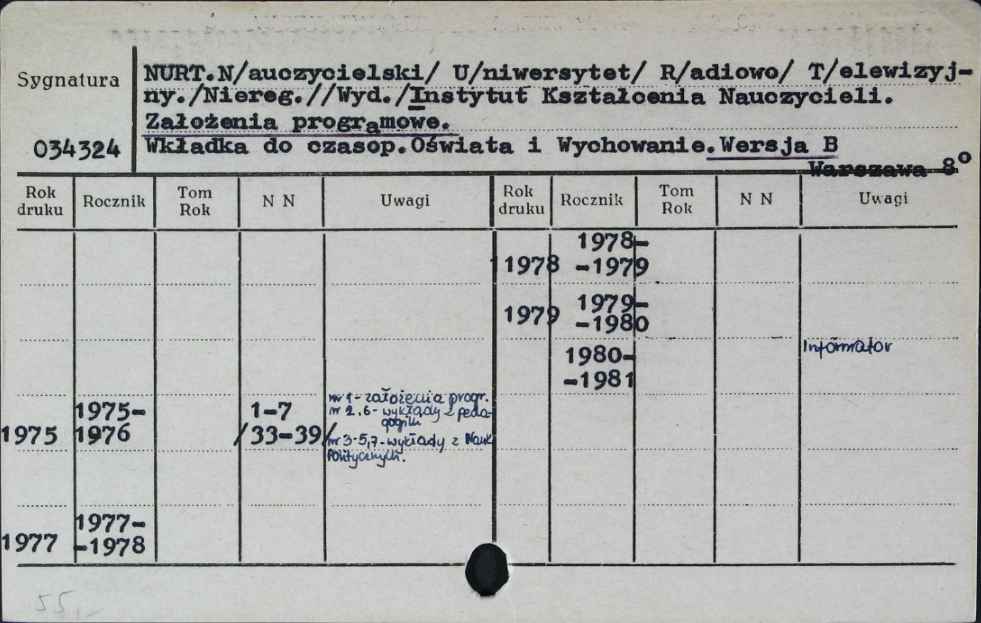 Sygnatura
NURT.N/auczycielski/ U/niwersytet/ R/adiowo/ T/elewizyj-
ny./Niereg.//Wyd./Instytut Kształcenia Nauczycieli.
Założenia programowe.
034324
Wkładka do czasop.Oświata i Wychowanie.Wersja B
Warszawa 8°
Rok druku Rocznik Tom Rok N N Uwagi Rok druku Rocznik Tom Rok N N Uwagi
1978-
1978 -1979
1979-
1979 -1980
1980-
-1981
Informator
1975-
1975 1976
1-7
/33-39/
nr 1 - założenia progr.
nr 2,6 - wykłady z peda-
gogiki
nr 3-5,7 - wykłady z Nauk
Politycznych.
1977-
1977 -1978
55,-